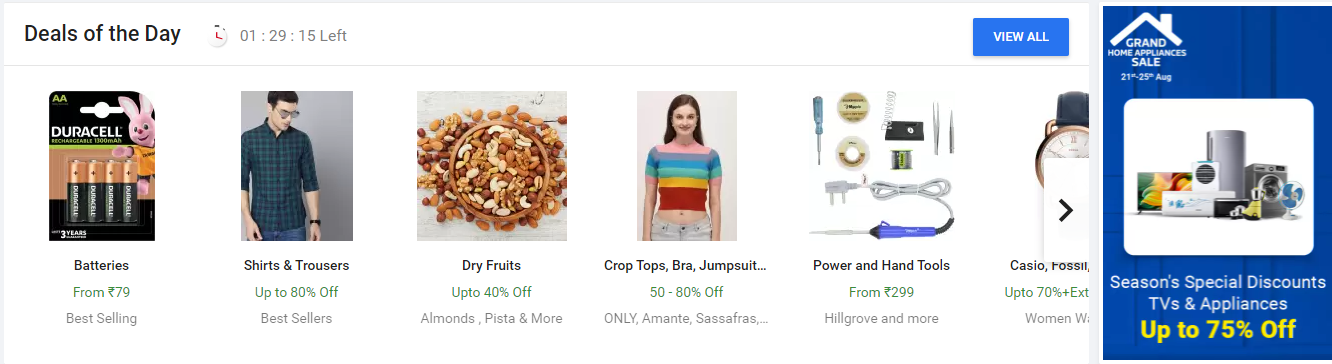 Deals of the Day
01 : 29 : 15 Left
VIEW ALL
AA
DURACELL
RECHARGEABLE 1300mAh
DURACELL
DURACELL
DURACELL
DURACELL
3 YEARS
Batteries
From ₹79
Best Selling
Shirts & Trousers
Up to 80% Off
Best Sellers
Dry Fruits
Upto 40% Off
Almonds , Pista & More
Crop Tops, Bra, Jumpsuit...
50 - 80% Off
ONLY, Amante, Sassafras,...
Power and Hand Tools
From ₹299
Hillgrove and more
Casio, Fossil,
Upto 70%+Ext
Women Wa
GRAND
HOME APPLIANCES
SALE
21st-25th Aug
Season's Special Discounts
TVs & Appliances
Up to 75% Off